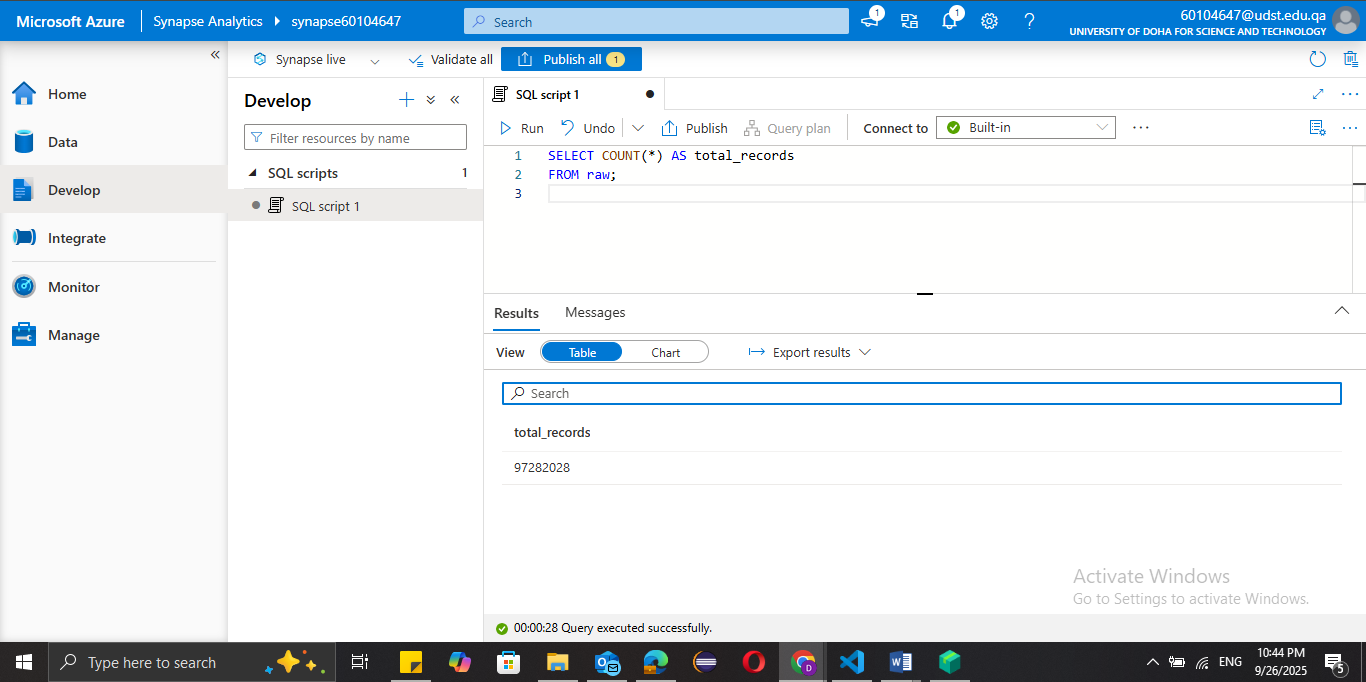 Microsoft Azure
Synapse Analytics
synapse60104647
Search
1
1
60104647@udst.edu.qa
UNIVERSITY OF DOHA FOR SCIENCE AND TECHNOLOGY
Home
Data
Develop
Integrate
Monitor
Manage
Synapse live
Validate all
Publish all
1
Develop
Filter resources by name
SQL scripts
1
SQL script 1
SQL script 1
Run
Undo
Publish
Query plan
Connect to
Built-in
1 SELECT COUNT(*) AS total_records
2 FROM raw;
3
Results
Messages
View
Table
Chart
Export results
Search
total_records
97282028
Activate Windows
Go to Settings to activate Windows.
00:00:28 Query executed successfully.
Type here to search
D
ENG
10:44 PM
9/26/2025
5